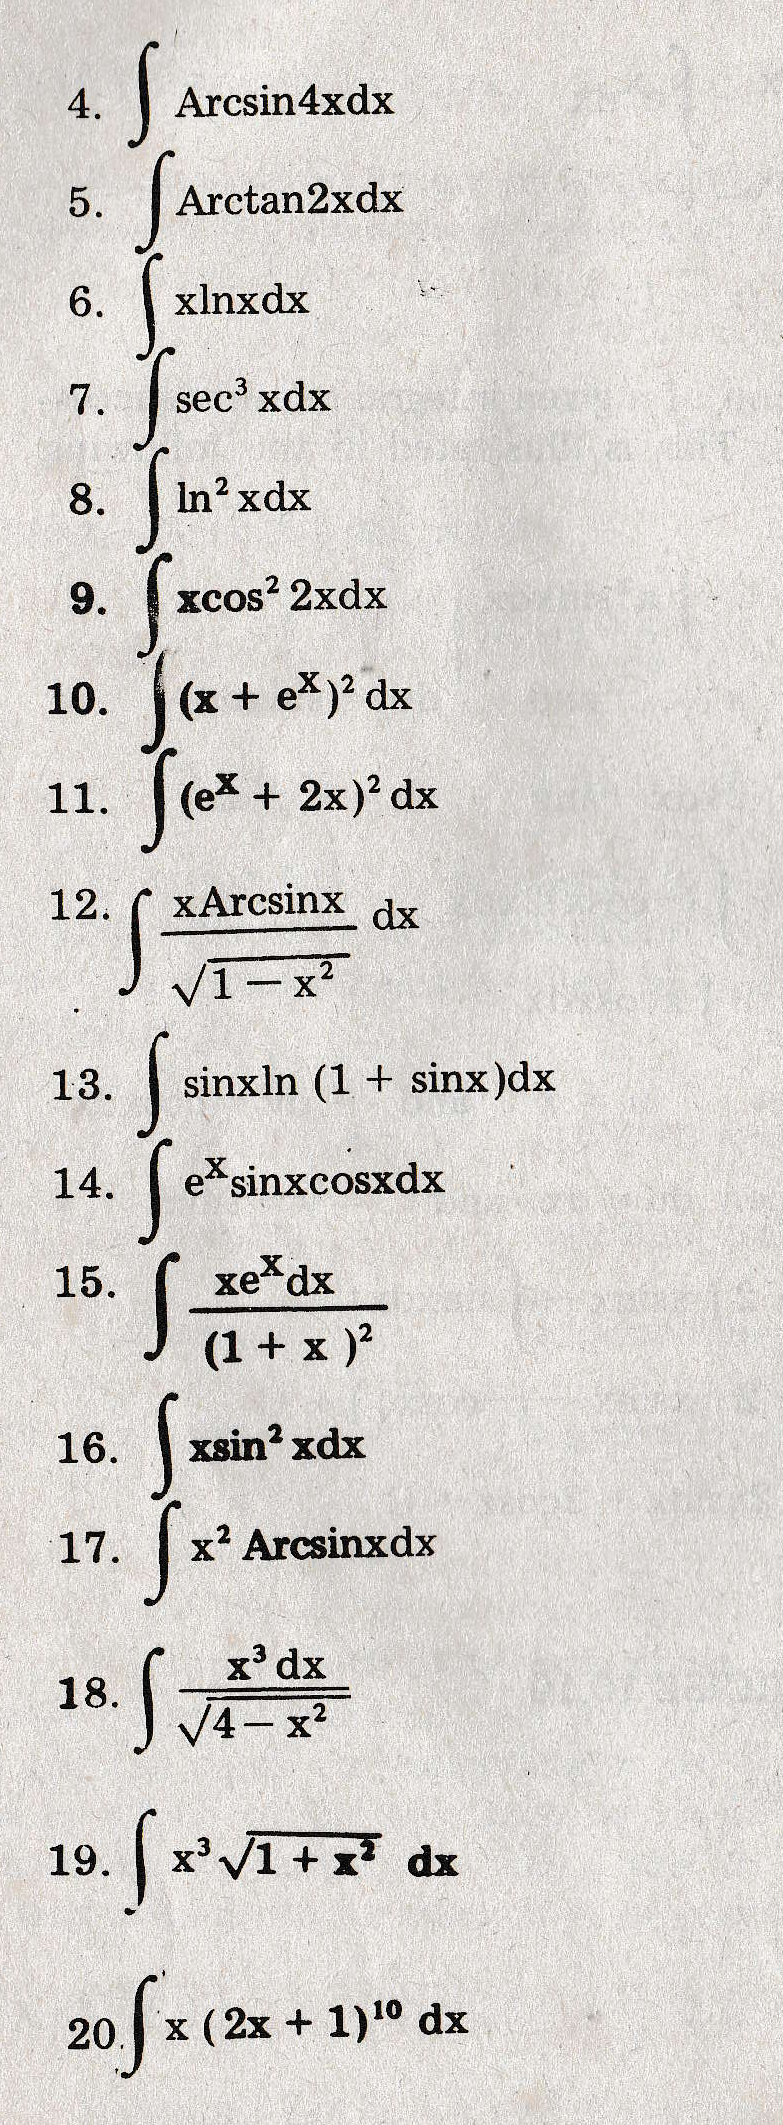 4. ∫ Arcsin4xdx
5. ∫ Arctan2xdx
6. ∫ xlnxdx
7. ∫ sec³ xdx
8. ∫ ln² xdx
9. ∫ xcos² 2xdx
10. ∫ (x + eˣ)² dx
11. ∫ (eˣ + 2x)² dx
12. ∫ xArcsinx / √(1 − x²) dx
13. ∫ sinxln (1 + sinx)dx
14. ∫ eˣsinxcosxdx
15. ∫ xeˣdx / (1 + x )²
16. ∫ xsin² xdx
17. ∫ x² Arcsinxdx
18. ∫ x³ dx / √(4 − x²)
19. ∫ x³ √(1 + x²) dx
20. ∫ x (2x + 1)¹⁰ dx